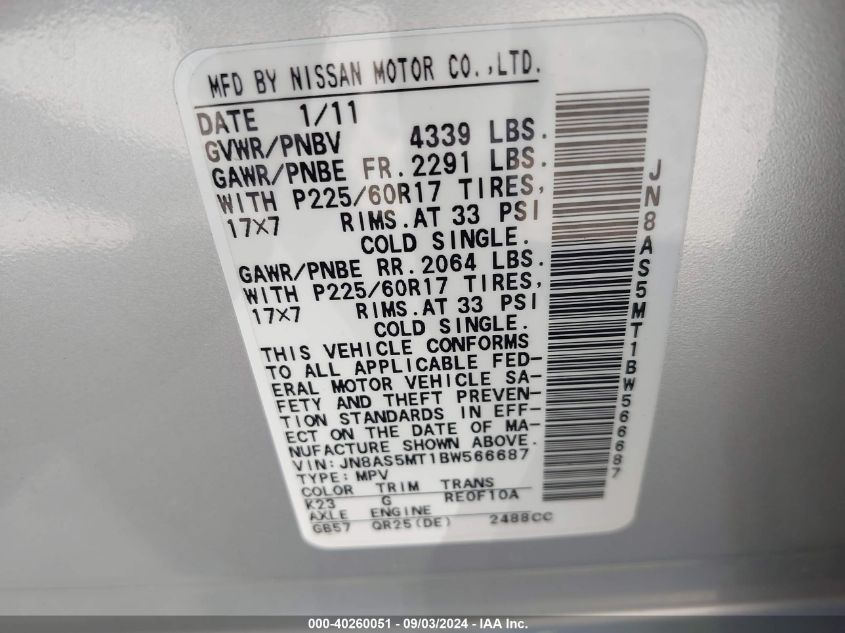 MFD BY NISSAN MOTOR CO.,LTD.
DATE 1/11
GVWR/PNBV 4339 LBS.
GAWR/PNBE FR.2291 LBS.
WITH P225/60R17 TIRES,
17×7 RIMS.AT 33 PSI
COLD SINGLE.
GAWR/PNBE RR.2064 LBS.
WITH P225/60R17 TIRES,
17×7 RIMS.AT 33 PSI
COLD SINGLE.
THIS VEHICLE CONFORMS
TO ALL APPLICABLE FED-
ERAL MOTOR VEHICLE SA-
FETY AND THEFT PREVEN-
TION STANDARDS IN EFF-
ECT ON THE DATE OF MA-
NUFACTURE SHOWN ABOVE.
VIN:JN8AS5MT1BW566687
TYPE:MPV
COLOR TRIM TRANS
K23 G RE0F10A
AXLE ENGINE
GB57 QR25(DE) 2488CC
JN8AS5MT1BW566687
000-40260051 - 09/03/2024 - IAA Inc.